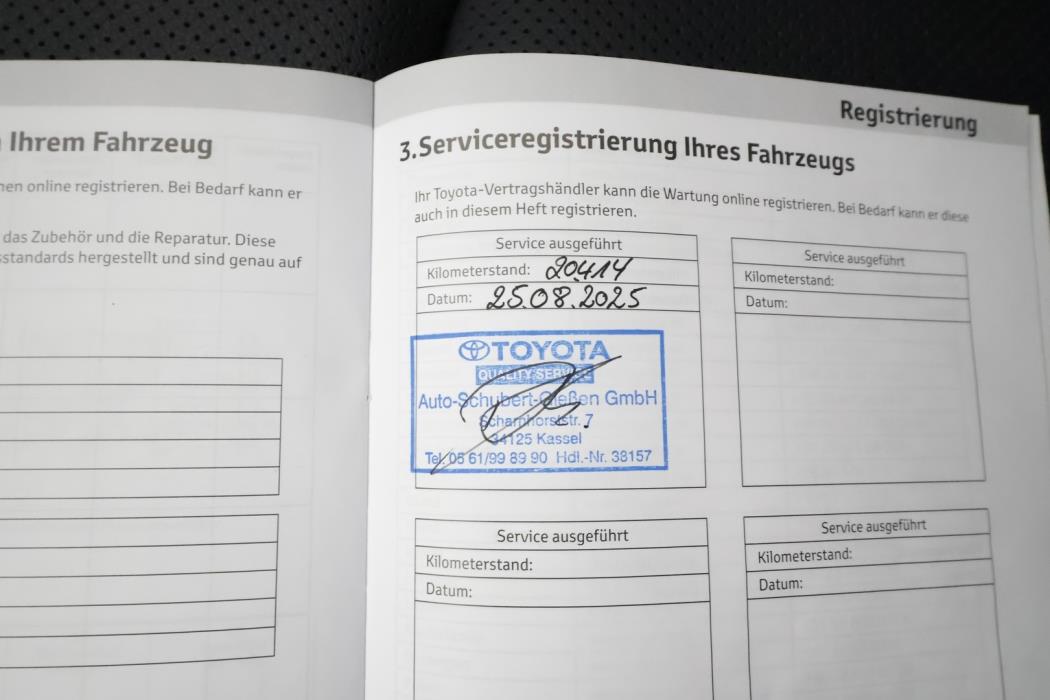 Ihrem Fahrzeug
nen online registrieren. Bei Bedarf kann er
das Zubehör und die Reparatur. Diese
standards hergestellt und sind genau auf
Registrierung
3.Serviceregistrierung Ihres Fahrzeugs
Ihr Toyota-Vertragshändler kann die Wartung online registrieren. Bei Bedarf kann er diese
auch in diesem Heft registrieren.
Service ausgeführt
Kilometerstand: 20414
Datum: 25.08.2025
TOYOTA
QUALITY SERVICE
Auto-Schubert-Gießen GmbH
Scharnhorststr. 7
34125 Kassel
Tel. 05 61/99 89 90 Hdl.-Nr. 38157
Service ausgeführt
Kilometerstand:
Datum:
Service ausgeführt
Kilometerstand:
Datum:
Service ausgeführt
Kilometerstand:
Datum: